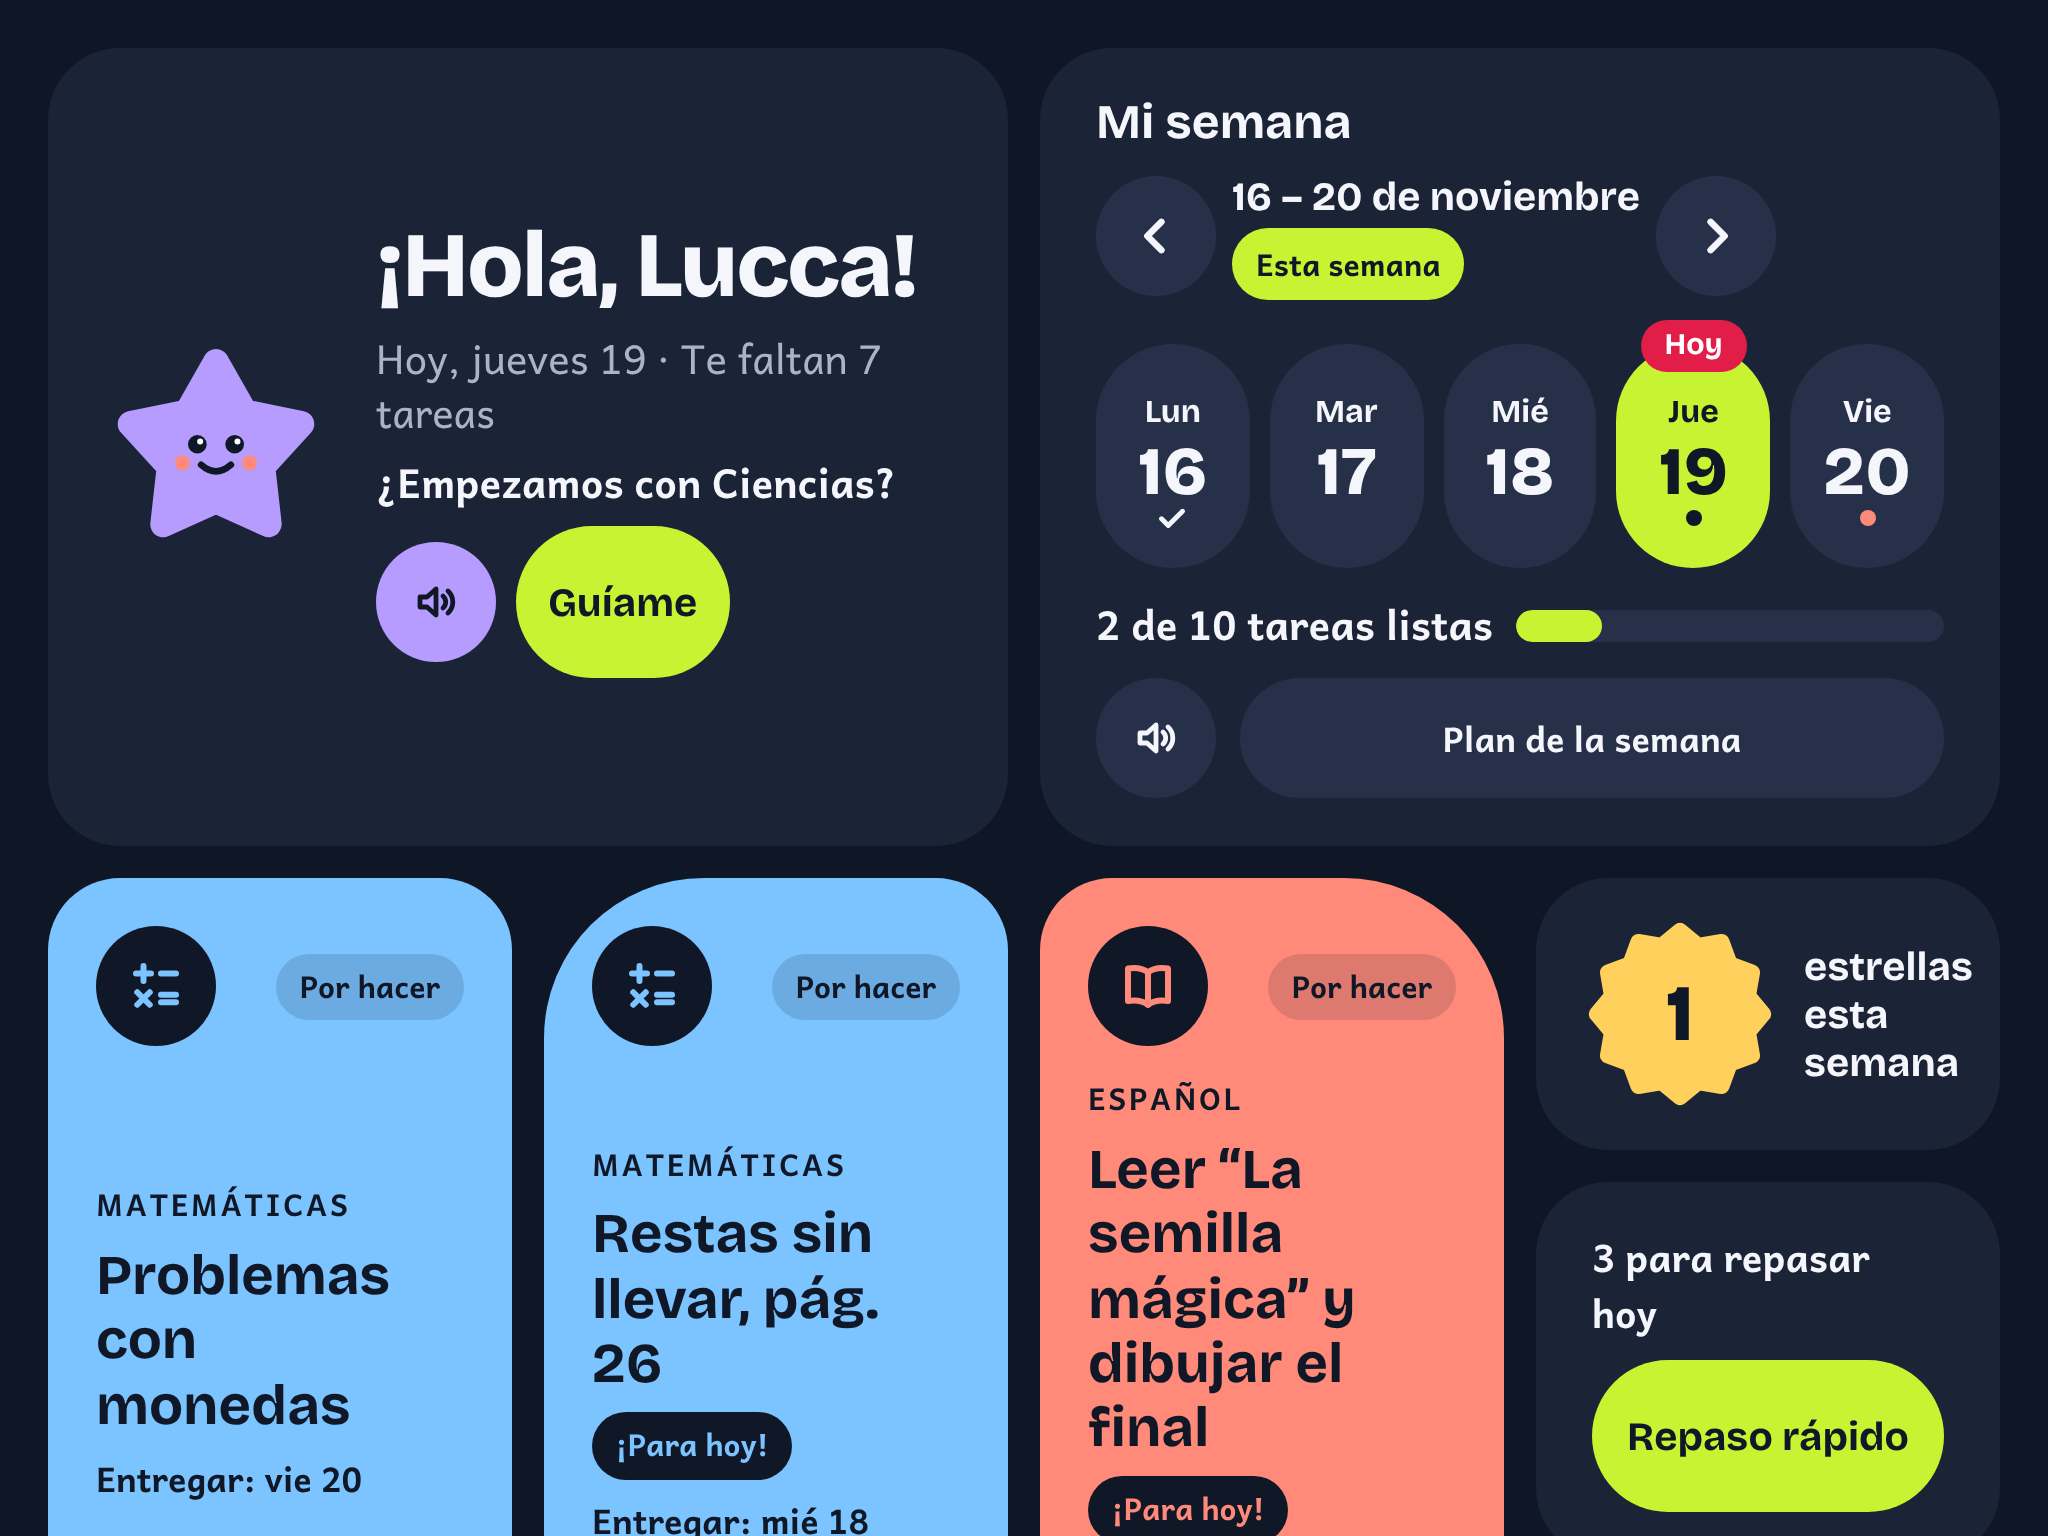 ¡Hola, Lucca!
Hoy, jueves 19 · Te faltan 7
tareas
¿Empezamos con Ciencias?
Guíame
Mi semana
16 – 20 de noviembre
Esta semana
Hoy
Lun
16
Mar
17
Mié
18
Jue
19
Vie
20
2 de 10 tareas listas
Plan de la semana
Por hacer
MATEMÁTICAS
Problemas
con
monedas
Entregar: vie 20
Por hacer
MATEMÁTICAS
Restas sin
llevar, pág.
26
¡Para hoy!
Entregar: mié 18
Por hacer
ESPAÑOL
Leer “La
semilla
mágica” y
dibujar el
final
¡Para hoy!
1
estrellas
esta
semana
3 para repasar
hoy
Repaso rápido